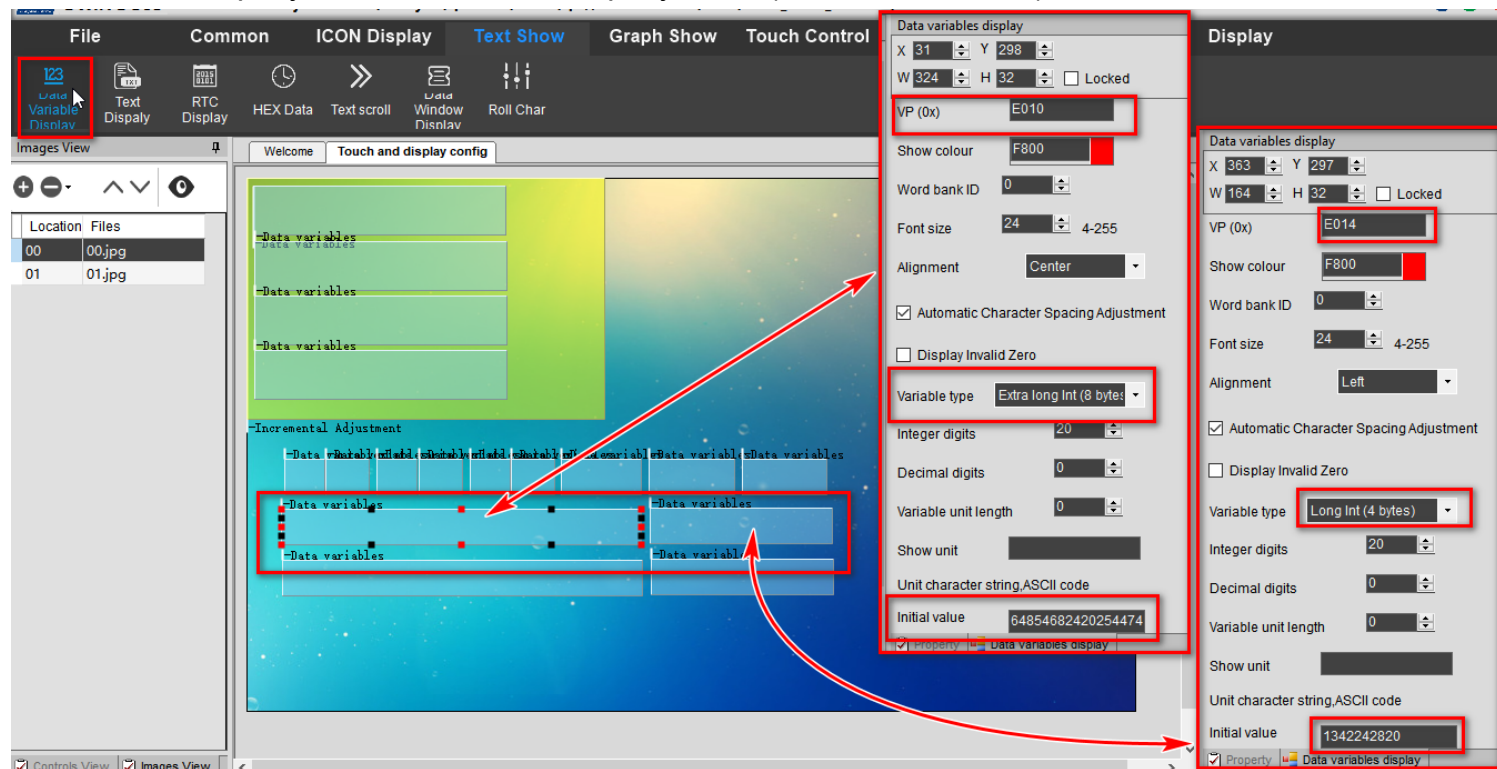 File Common ICON Display Text Show Graph Show Touch Control Display
123
Data Variable Display
Text Dispaly
RTC Display
HEX Data
Text scroll
Data Window Display
Roll Char
Images View
Welcome
Touch and display config
Location Files
00 00.jpg
01 01.jpg
Data variables
Data variables
Data variables
Data variables
Incremental Adjustment
Data variables
Data variables
Data variables
Data variables
Data variables
Data variables
Data variables
Controls View
Images View
Data variables display
X 31 Y 298
W 324 H 32 Locked
VP (0x) E010
Show colour F800
Word bank ID 0
Font size 24 4-255
Alignment Center
Automatic Character Spacing Adjustment
Display Invalid Zero
Variable type Extra long Int (8 bytes
Integer digits 20
Decimal digits 0
Variable unit length 0
Show unit
Unit character string,ASCII code
Initial value 64854682420254474
Property Data variables display
Data variables display
X 363 Y 297
W 164 H 32 Locked
VP (0x) E014
Show colour F800
Word bank ID 0
Font size 24 4-255
Alignment Left
Automatic Character Spacing Adjustment
Display Invalid Zero
Variable type Long Int (4 bytes)
Integer digits 20
Decimal digits 0
Variable unit length 0
Show unit
Unit character string,ASCII code
Initial value 1342242820
Property Data variables display